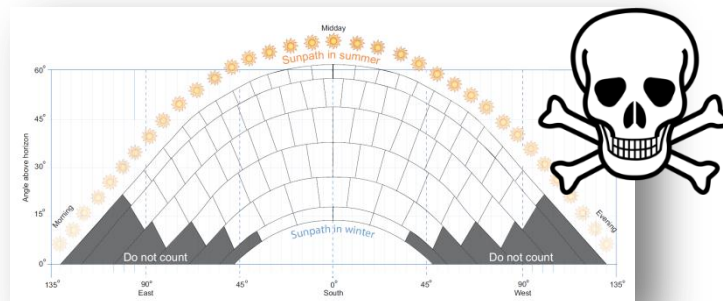 Midday
Sunpath in summer
60°
45°
30°
15°
0°
Angle above horizon
Morning
Evening
Sunpath in winter
Do not count
Do not count
135° 90° 45° 0° 45° 90° 135°
East South West